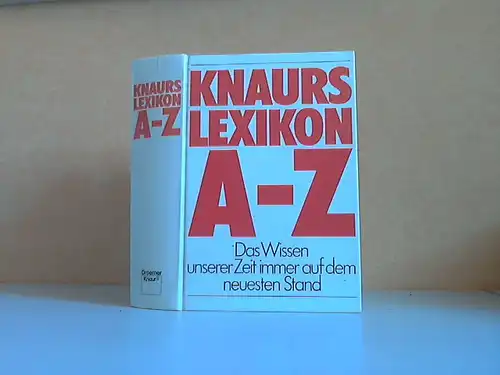 KNAURS
LEXIKON
A-Z
Droemer
Knaur
KNAURS
LEXIKON
A-Z
Das Wissen
unserer Zeit immer auf dem
neuesten Stand